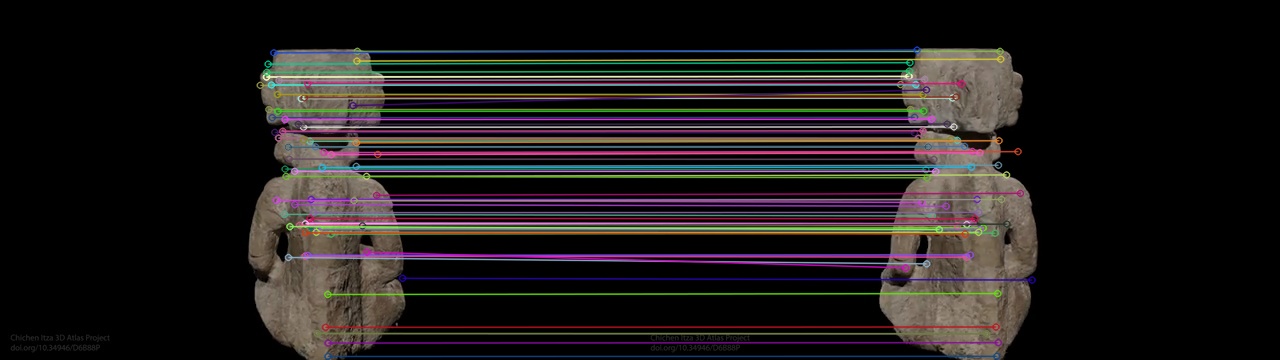 Chichen Itza 3D Atlas Project
doi.org/10.34946/D6B88P
Chichen Itza 3D Atlas Project
doi.org/10.34946/D6B88P